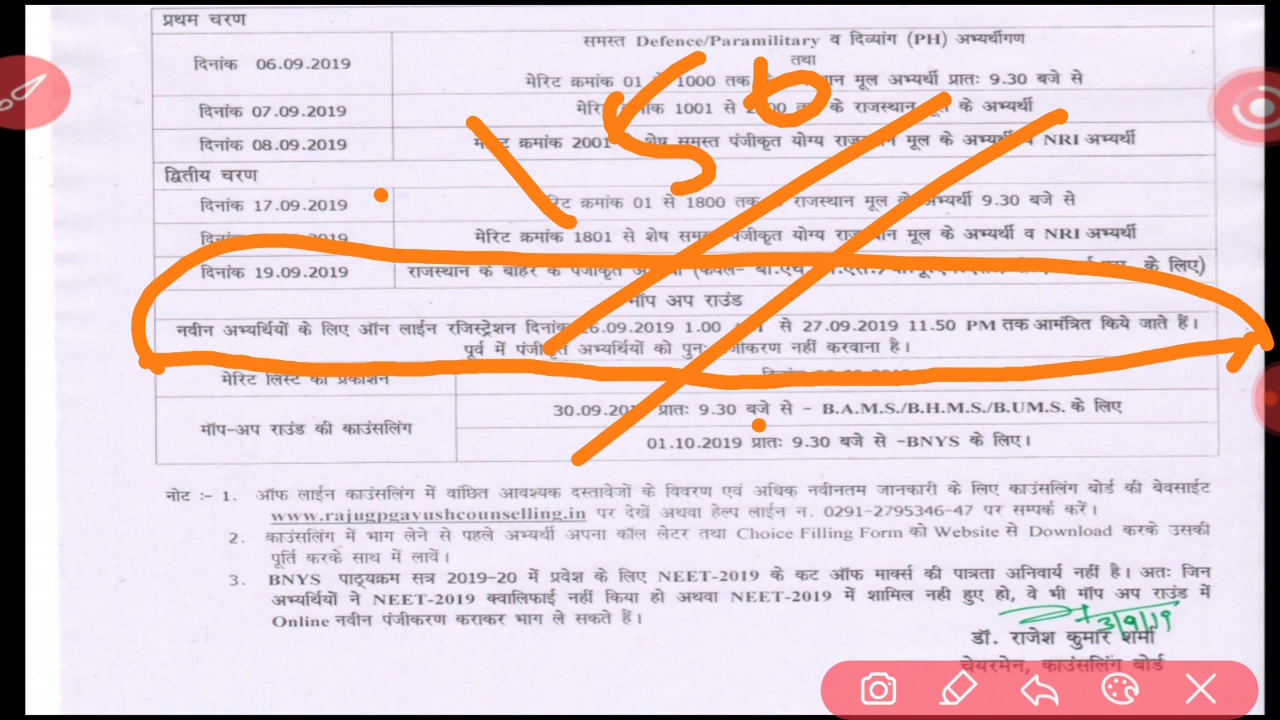 प्रथम चरण
दिनांक 06.09.2019
समस्त Defence/Paramilitary व दिव्यांग (PH) अभ्यर्थीगण
तथा
मेरिट क्रमांक 01 1000 तक मूल अभ्यर्थी प्रातः 9.30 बजे से
दिनांक 07.09.2019
1001 से के राजस्थान के अभ्यर्थी
दिनांक 08.09.2019
क्रमांक 2001 शेष समस्त पंजीकृत योग्य मूल के अभ्यर्थी व NRI अभ्यर्थी
द्वितीय चरण
दिनांक 17.09.2019
क्रमांक 01 से 1800 तक राजस्थान मूल अभ्यर्थी 9.30 बजे से
मेरिट क्रमांक 1801 से शेष पंजीकृत योग्य मूल के अभ्यर्थी व NRI अभ्यर्थी
दिनांक 19.09.2019
राजस्थान के बाहर के पंजीकृत के लिए)
मॉप अप राउंड
नवीन अभ्यर्थियों के लिए ऑन लाईन रजिस्ट्रेशन दिनांक 26.09.2019 1.00 से 27.09.2019 11.50 PM तक आमंत्रित किये जाते हैं।
पूर्व में पंजीकृत अभ्यर्थियों को पुनः पंजीकरण नहीं करवाना है।
मेरिट लिस्ट का प्रकाशन
मॉप-अप राउंड की काउंसलिंग
30.09.2019 प्रातः 9.30 बजे से - B.A.M.S./B.H.M.S./B.UM.S. के लिए
01.10.2019 प्रातः 9.30 बजे से -BNYS के लिए।
नोट :- 1. ऑफ लाईन काउंसलिंग में वांछित आवश्यक दस्तावेजों के विवरण एवं अधिक नवीनतम जानकारी के लिए काउंसलिंग बोर्ड की वेवसाईट
www.rajugpgayushcounselling.in पर देखें अथवा हेल्प लाईन न. 0291-2795346-47 पर सम्पर्क करें।
2. काउंसलिंग में भाग लेने से पहले अभ्यर्थी अपना कॉल लेटर तथा Choice Filling Form को Website से Download करके उसकी
पूर्ति करके साथ में लावें।
3. BNYS पाठ्यक्रम सत्र 2019-20 में प्रवेश के लिए NEET-2019 के कट ऑफ मार्क्स की पात्रता अनिवार्य नहीं है। अतः जिन
अभ्यर्थियों ने NEET-2019 क्वालिफाई नहीं किया हो अथवा NEET-2019 में शामिल नही हुए हो, वे भी मॉप अप राउंड में
Online नवीन पंजीकरण कराकर भाग ले सकते हैं।
3/9/19
डॉ. राजेश कुमार शर्मा
चेयरमेन, काउंसलिंग बोर्ड